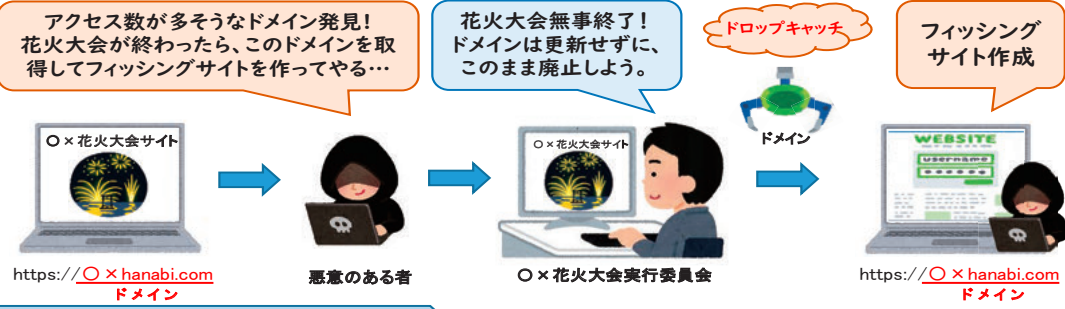 アクセス数が多そうなドメイン発見！
花火大会が終わったら、このドメインを取
得してフィッシングサイトを作ってやる…
花火大会無事終了！
ドメインは更新せずに、
このまま廃止しよう。
ドロップキャッチ
フィッシング
サイト作成
〇×花火大会サイト
〇×花火大会サイト
ドメイン
WEBSITE
username
https://〇×hanabi.com
ドメイン
悪意のある者
〇×花火大会実行委員会
https://〇×hanabi.com
ドメイン